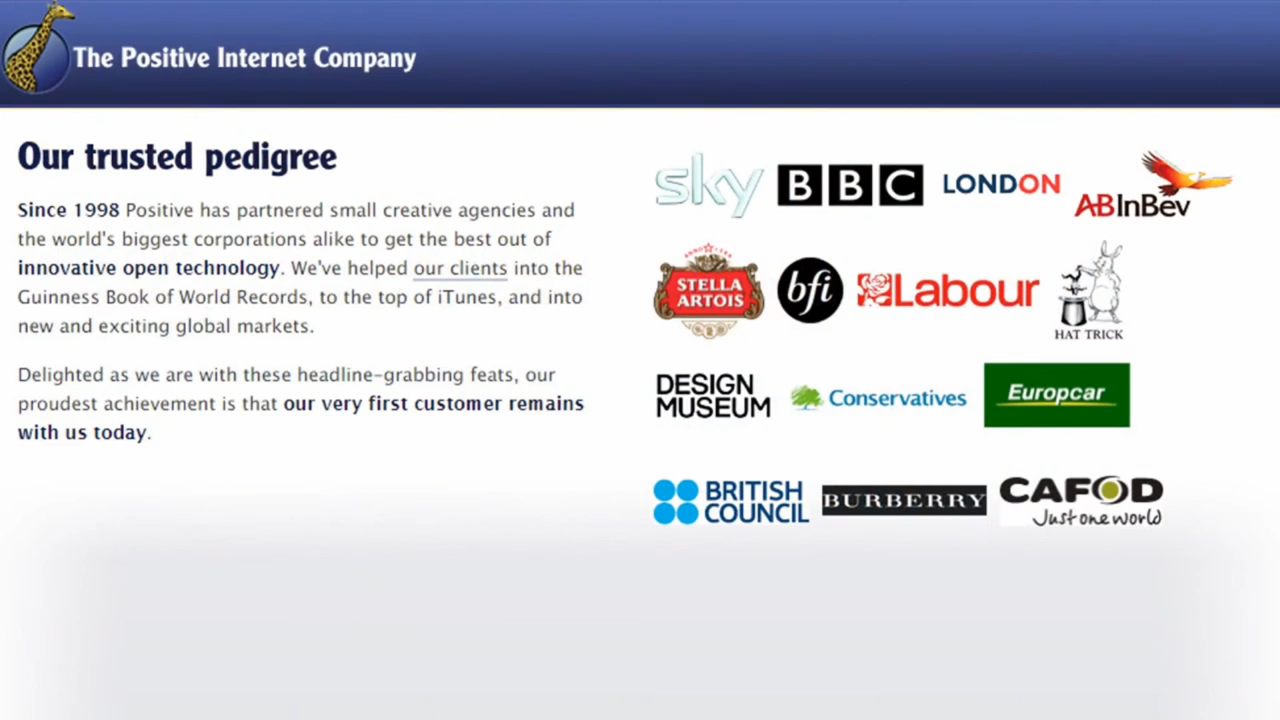 The Positive Internet Company
Our trusted pedigree
Since 1998 Positive has partnered small creative agencies and
the world's biggest corporations alike to get the best out of
innovative open technology. We've helped our clients into the
Guinness Book of World Records, to the top of iTunes, and into
new and exciting global markets.
Delighted as we are with these headline-grabbing feats, our
proudest achievement is that our very first customer remains
with us today.
sky BBC LONDON ABInBev
STELLA
ARTOIS
bfi
Labour
HAT TRICK
DESIGN
MUSEUM
Conservatives
Europcar
BRITISH
COUNCIL
BURBERRY
CAFOD
Just one world